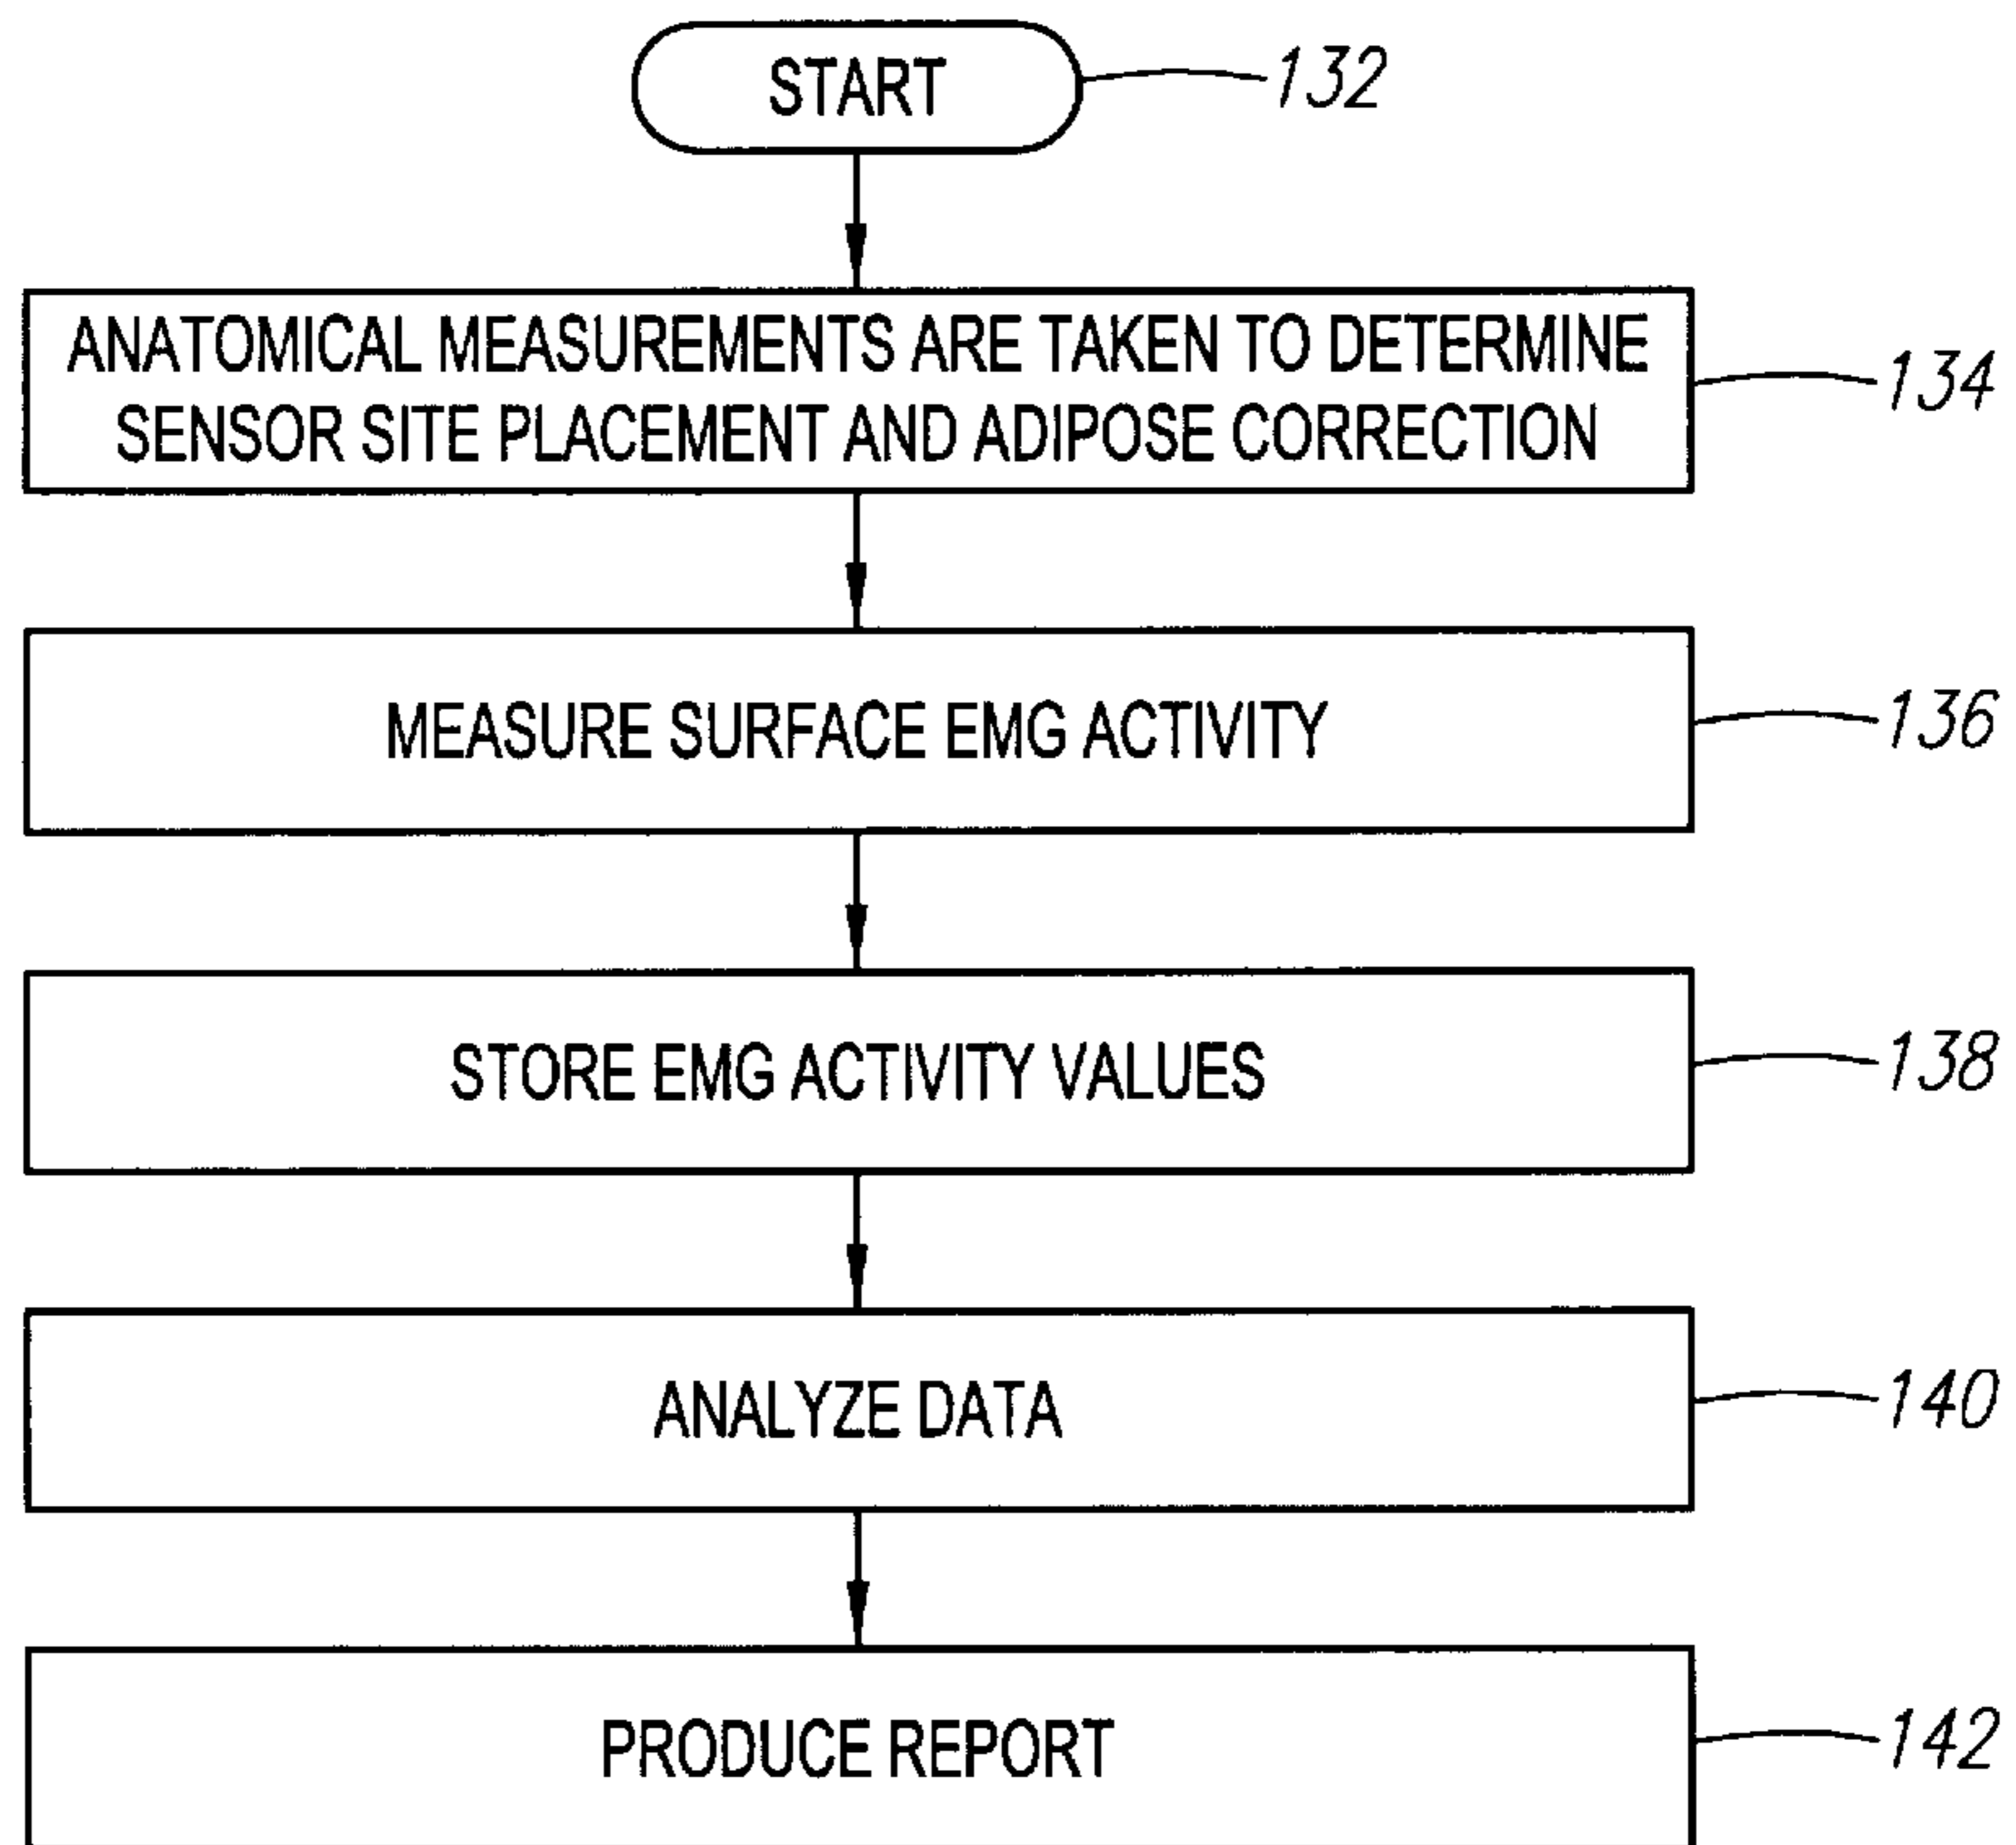 START
132
ANATOMICAL MEASUREMENTS ARE TAKEN TO DETERMINE
SENSOR SITE PLACEMENT AND ADIPOSE CORRECTION
134
MEASURE SURFACE EMG ACTIVITY
136
STORE EMG ACTIVITY VALUES
138
ANALYZE DATA
140
PRODUCE REPORT
142